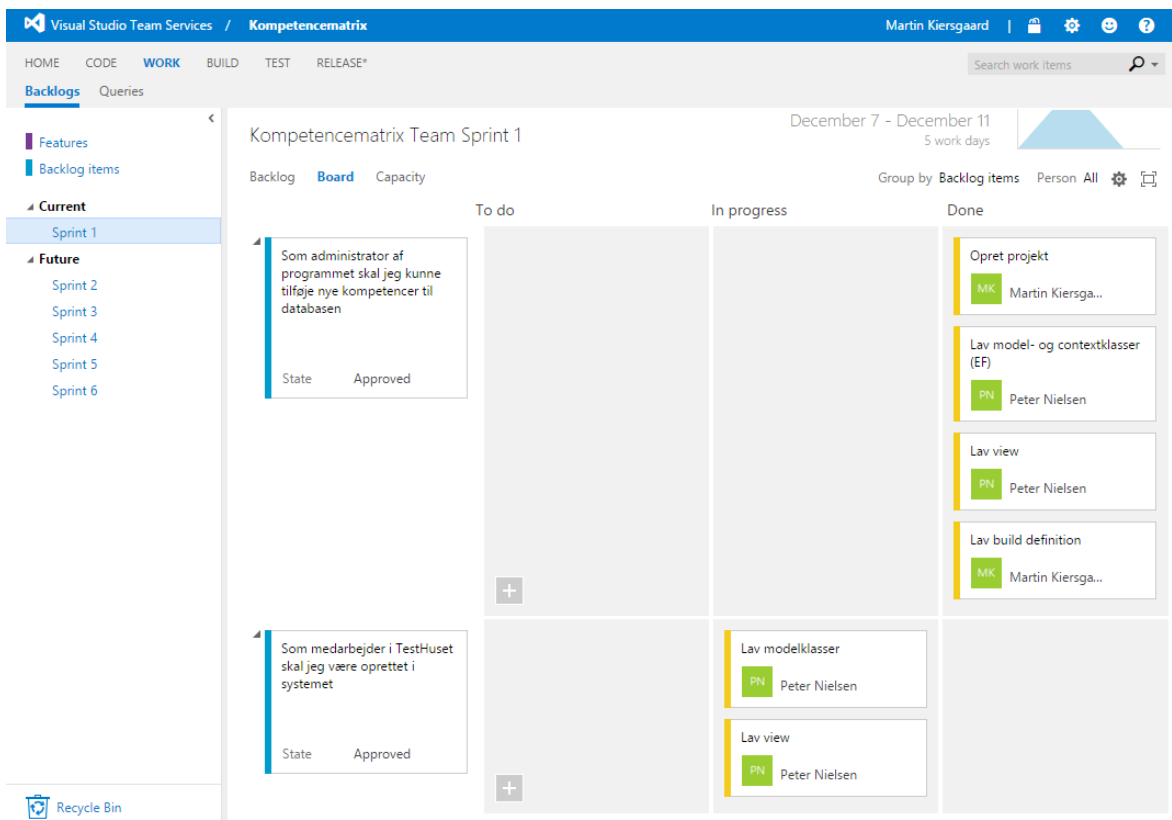 Visual Studio Team Services / Kompetencematrix
Martin Kiersgaard |
HOME CODE WORK BUILD TEST RELEASE*
Search work items
Backlogs Queries
Features
Backlog items
Current
Sprint 1
Future
Sprint 2
Sprint 3
Sprint 4
Sprint 5
Sprint 6
Recycle Bin
Kompetencematrix Team Sprint 1
December 7 - December 11
5 work days
Backlog Board Capacity
Group by Backlog items Person All
To do In progress Done
Som administrator af
programmet skal jeg kunne
tilføje nye kompetencer til
databasen
State Approved
Opret projekt
MK Martin Kiersga...
Lav model- og contextklasser
(EF)
PN Peter Nielsen
Lav view
PN Peter Nielsen
Lav build definition
MK Martin Kiersga...
Som medarbejder i TestHuset
skal jeg være oprettet i
systemet
State Approved
Lav modelklasser
PN Peter Nielsen
Lav view
PN Peter Nielsen